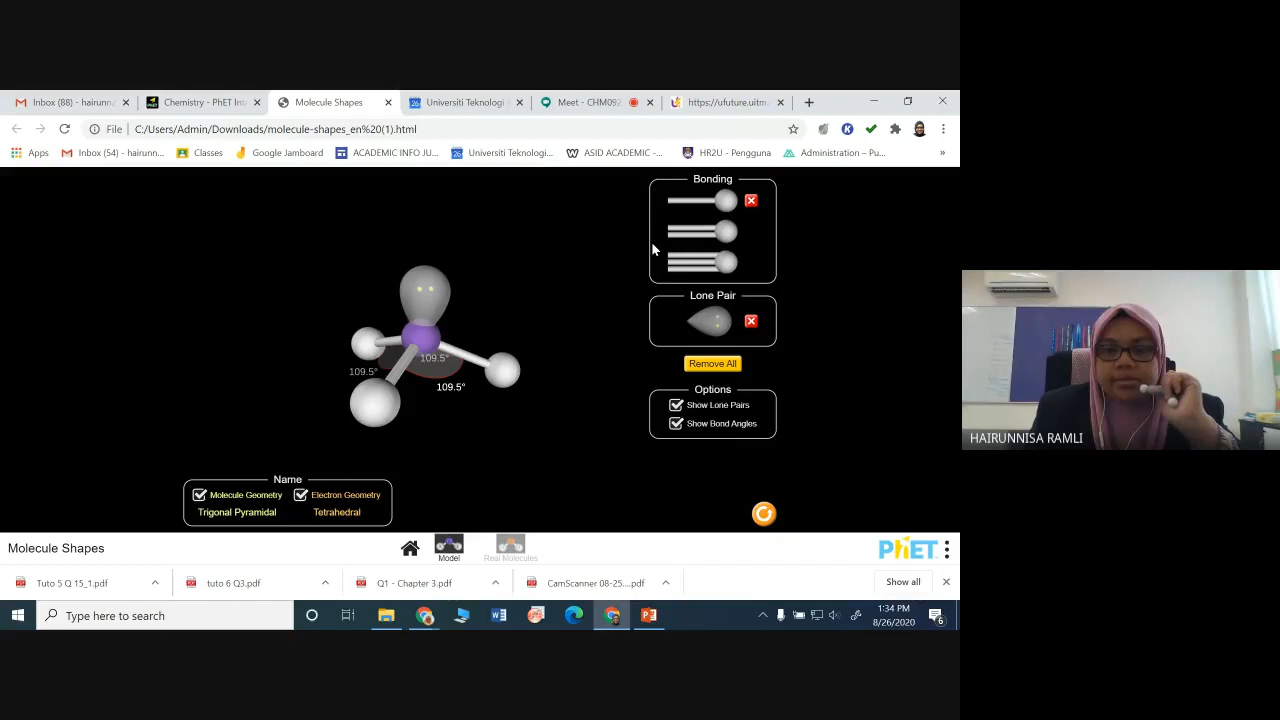 Inbox (88) - hairunn
Chemistry - PhET Int
Molecule Shapes
Universiti Teknologi
Meet - CHM092
https://ufuture.uitm
File
C:/Users/Admin/Downloads/molecule-shapes_en%20(1).html
Apps
Inbox (54) - hairunn...
Classes
Google Jamboard
ACADEMIC INFO JU...
Universiti Teknologi...
ASID ACADEMIC -...
HR2U - Pengguna
Administration – Pu...
»
Bonding
Lone Pair
Remove All
Options
Show Lone Pairs
Show Bond Angles
109.5°
109.5°
109.5°
Name
Molecule Geometry
Electron Geometry
Trigonal Pyramidal
Tetrahedral
HAIRUNNISA RAMLI
Molecule Shapes
Model
Real Molecules
PhET
Tuto 5 Q 15_1.pdf
tuto 6 Q3.pdf
Q1 - Chapter 3.pdf
CamScanner 08-25....pdf
Show all
Type here to search
1:34 PM
8/26/2020
6